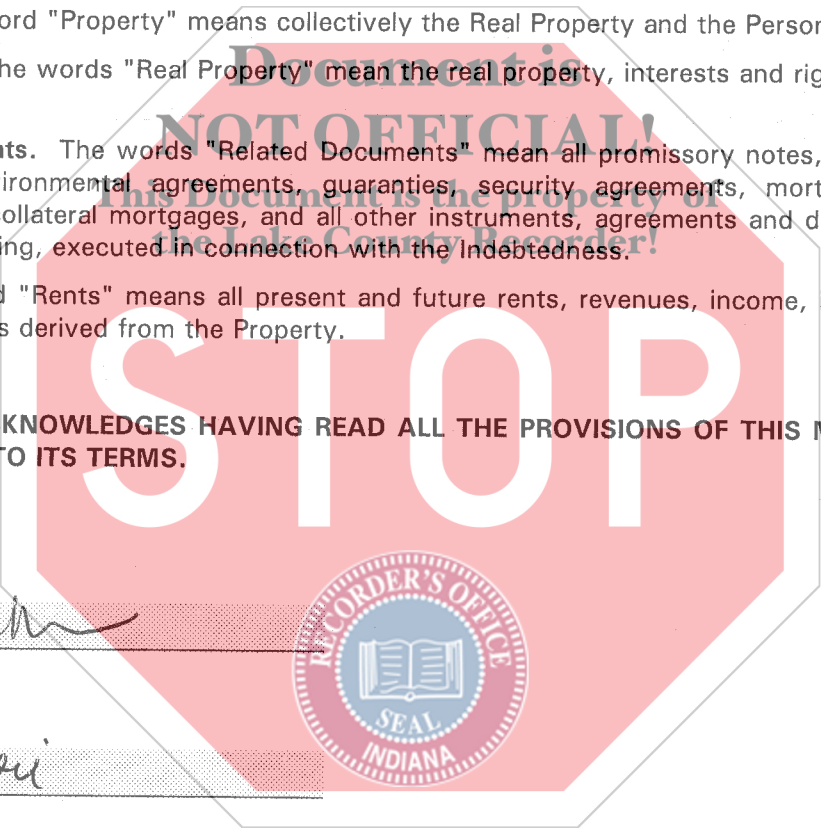 ord "Property" means collectively the Real Property and the Person
Document is
he words "Real Property" mean the real property, interests and rig
NOT OFFICIAL!
nts. The words "Related Documents" mean all promissory notes,
ironmental agreements, guaranties, security agreements, mort
This Document is the property of
ollateral mortgages, and all other instruments, agreements and d
the Lake County Recorder!
ing, executed in connection with the Indebtedness.
d "Rents" means all present and future rents, revenues, income,
s derived from the Property.
STOP
KNOWLEDGES HAVING READ ALL THE PROVISIONS OF THIS M
TO ITS TERMS.
RECORDER'S OFFICE
SEAL
INDIANA